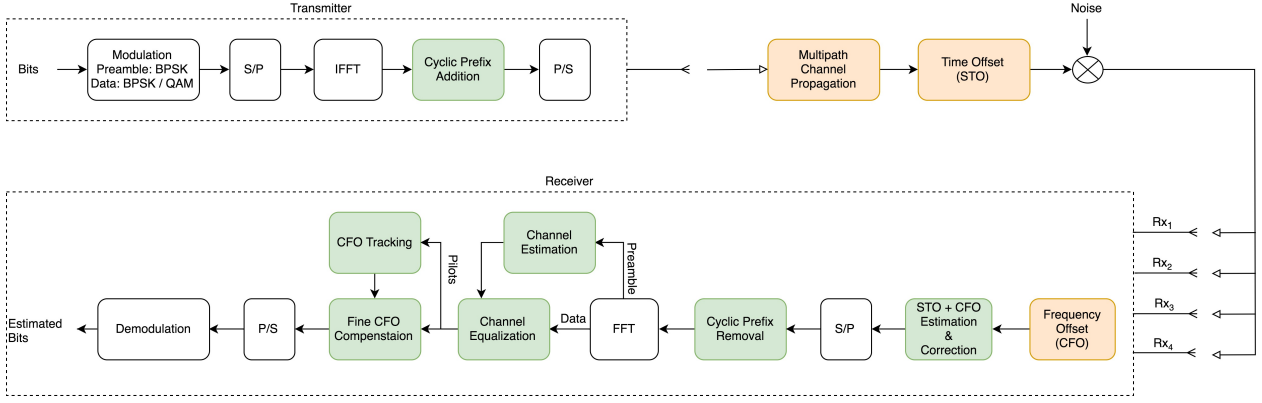 Transmitter
Noise
Bits
Modulation
Preamble: BPSK
Data: BPSK / QAM
S/P
IFFT
Cyclic Prefix
Addition
P/S
Multipath
Channel
Propagation
Time Offset
(STO)
Receiver
Rx1
Rx2
Rx3
Rx4
CFO Tracking
Pilots
Channel
Estimation
Preamble
Estimated
Bits
Demodulation
P/S
Fine CFO
Compenstaion
Channel
Equalization
Data
FFT
Cyclic Prefix
Removal
S/P
STO + CFO
Estimation
&
Correction
Frequency
Offset
(CFO)